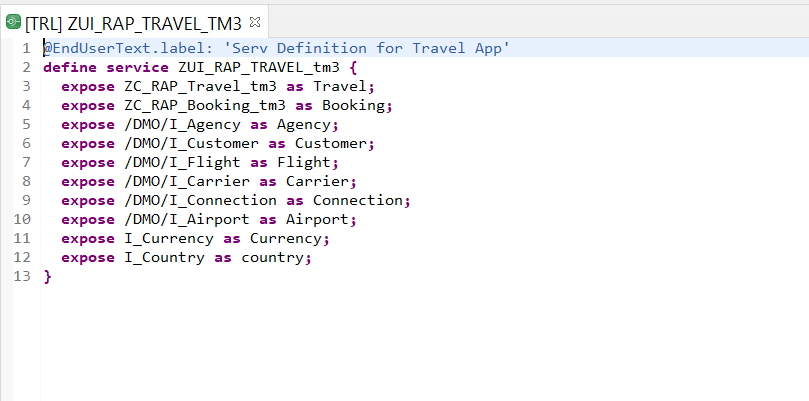 [TRL] ZUI_RAP_TRAVEL_TM3
1 @EndUserText.label: 'Serv Definition for Travel App'
2 define service ZUI_RAP_TRAVEL_tm3 {
3 expose ZC_RAP_Travel_tm3 as Travel;
4 expose ZC_RAP_Booking_tm3 as Booking;
5 expose /DMO/I_Agency as Agency;
6 expose /DMO/I_Customer as Customer;
7 expose /DMO/I_Flight as Flight;
8 expose /DMO/I_Carrier as Carrier;
9 expose /DMO/I_Connection as Connection;
10 expose /DMO/I_Airport as Airport;
11 expose I_Currency as Currency;
12 expose I_Country as country;
13 }